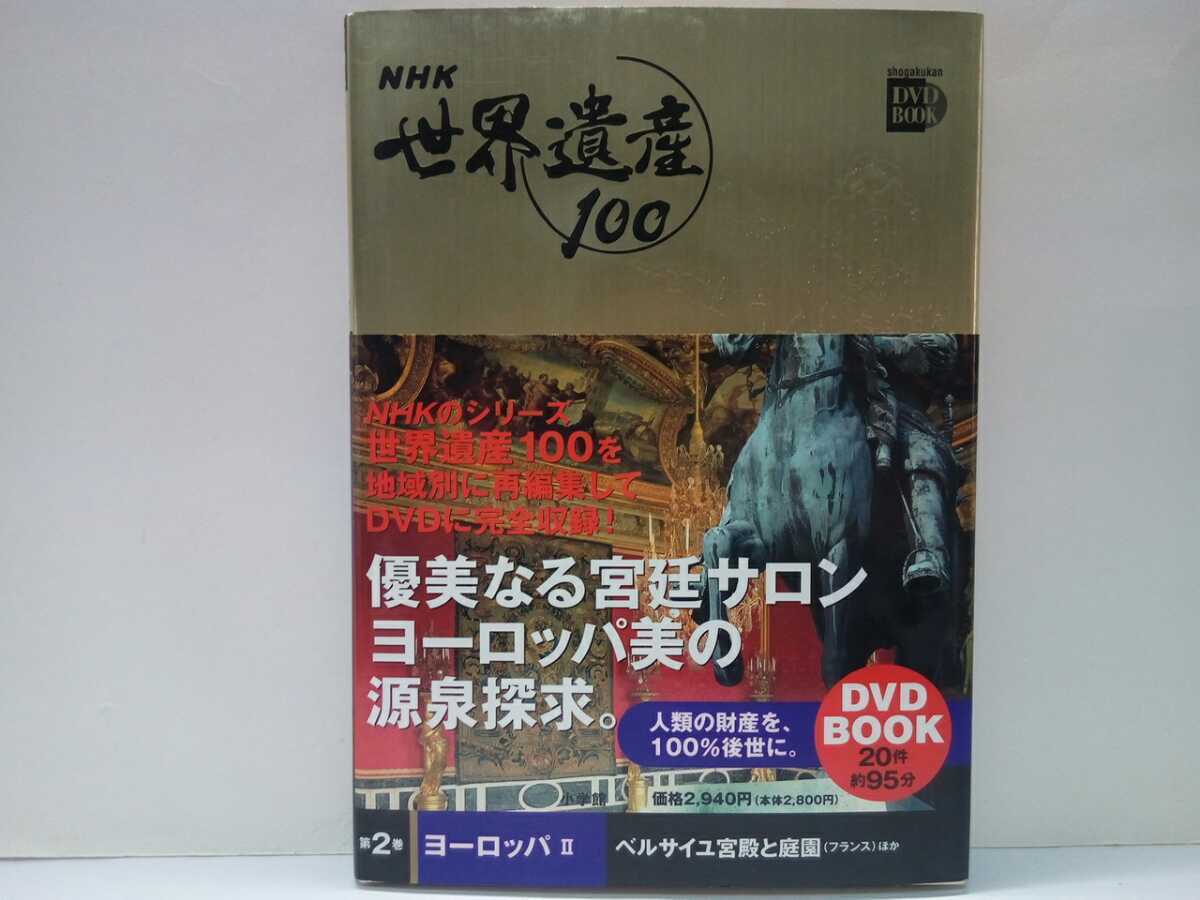 NHK
世界遺産
100
shogakukan
DVD
BOOK
NHKのシリーズ
世界遺産100を
地域別に再編集して
DVDに完全収録!
優美なる宮廷サロン
ヨーロッパ美の
源泉探求。
人類の財産を、
100%後世に。
DVD
BOOK
20件
約95分
小学館
価格2,940円(本体2,800円)
第2巻
ヨーロッパ II
ベルサイユ宮殿と庭園(フランス)ほか